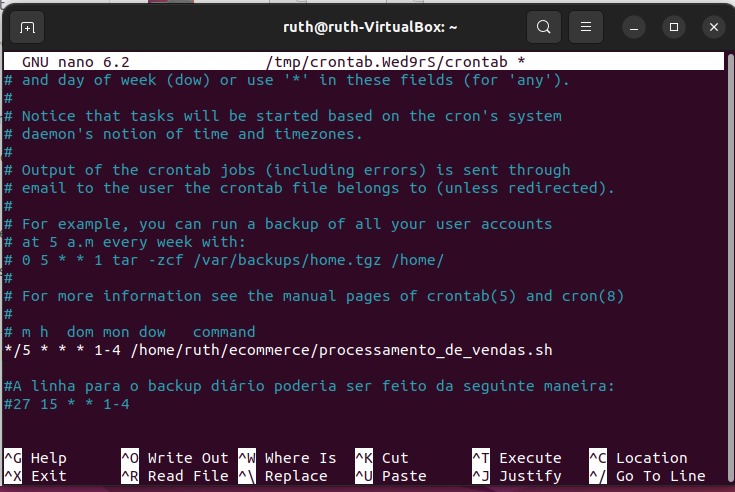 ruth@ruth-VirtualBox: ~
GNU nano 6.2 /tmp/crontab.Wed9rS/crontab *
# and day of week (dow) or use '*' in these fields (for 'any').
#
# Notice that tasks will be started based on the cron's system
# daemon's notion of time and timezones.
#
# Output of the crontab jobs (including errors) is sent through
# email to the user the crontab file belongs to (unless redirected).
#
# For example, you can run a backup of all your user accounts
# at 5 a.m every week with:
# 0 5 * * 1 tar -zcf /var/backups/home.tgz /home/
#
# For more information see the manual pages of crontab(5) and cron(8)
#
# m h  dom mon dow   command
*/5 * * * 1-4 /home/ruth/ecommerce/processamento_de_vendas.sh

#A linha para o backup diário poderia ser feito da seguinte maneira:
#27 15 * * 1-4

^G Help ^O Write Out ^W Where Is ^K Cut ^T Execute ^C Location
^X Exit ^R Read File ^\ Replace ^U Paste ^J Justify ^/ Go To Line